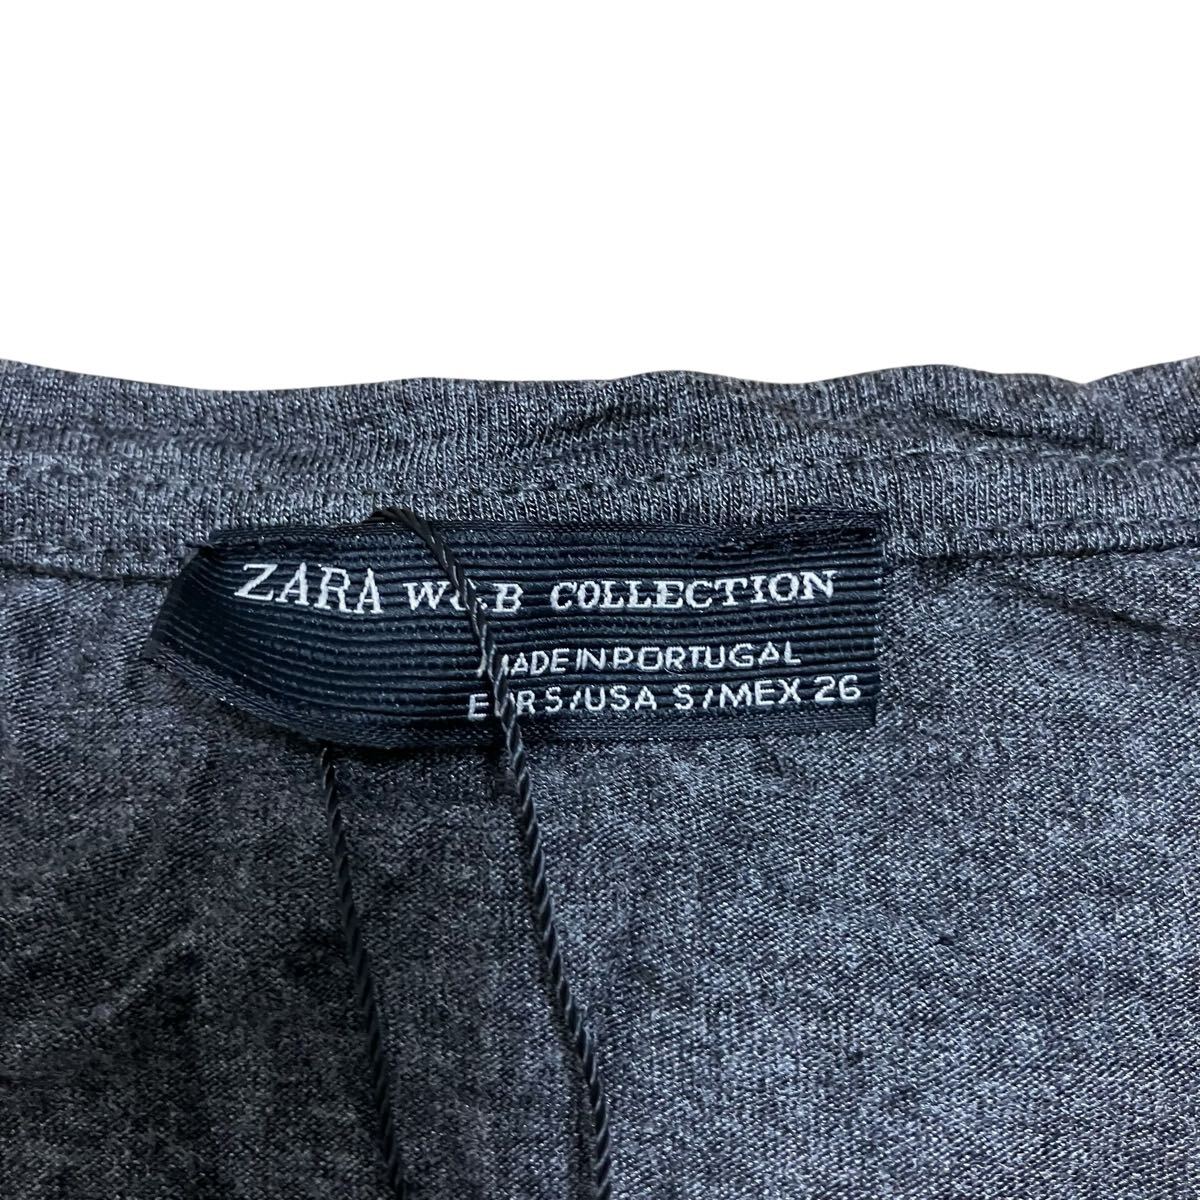 ZARA W&B COLLECTION
MADE IN PORTUGAL
EUR S / USA S / MEX 26